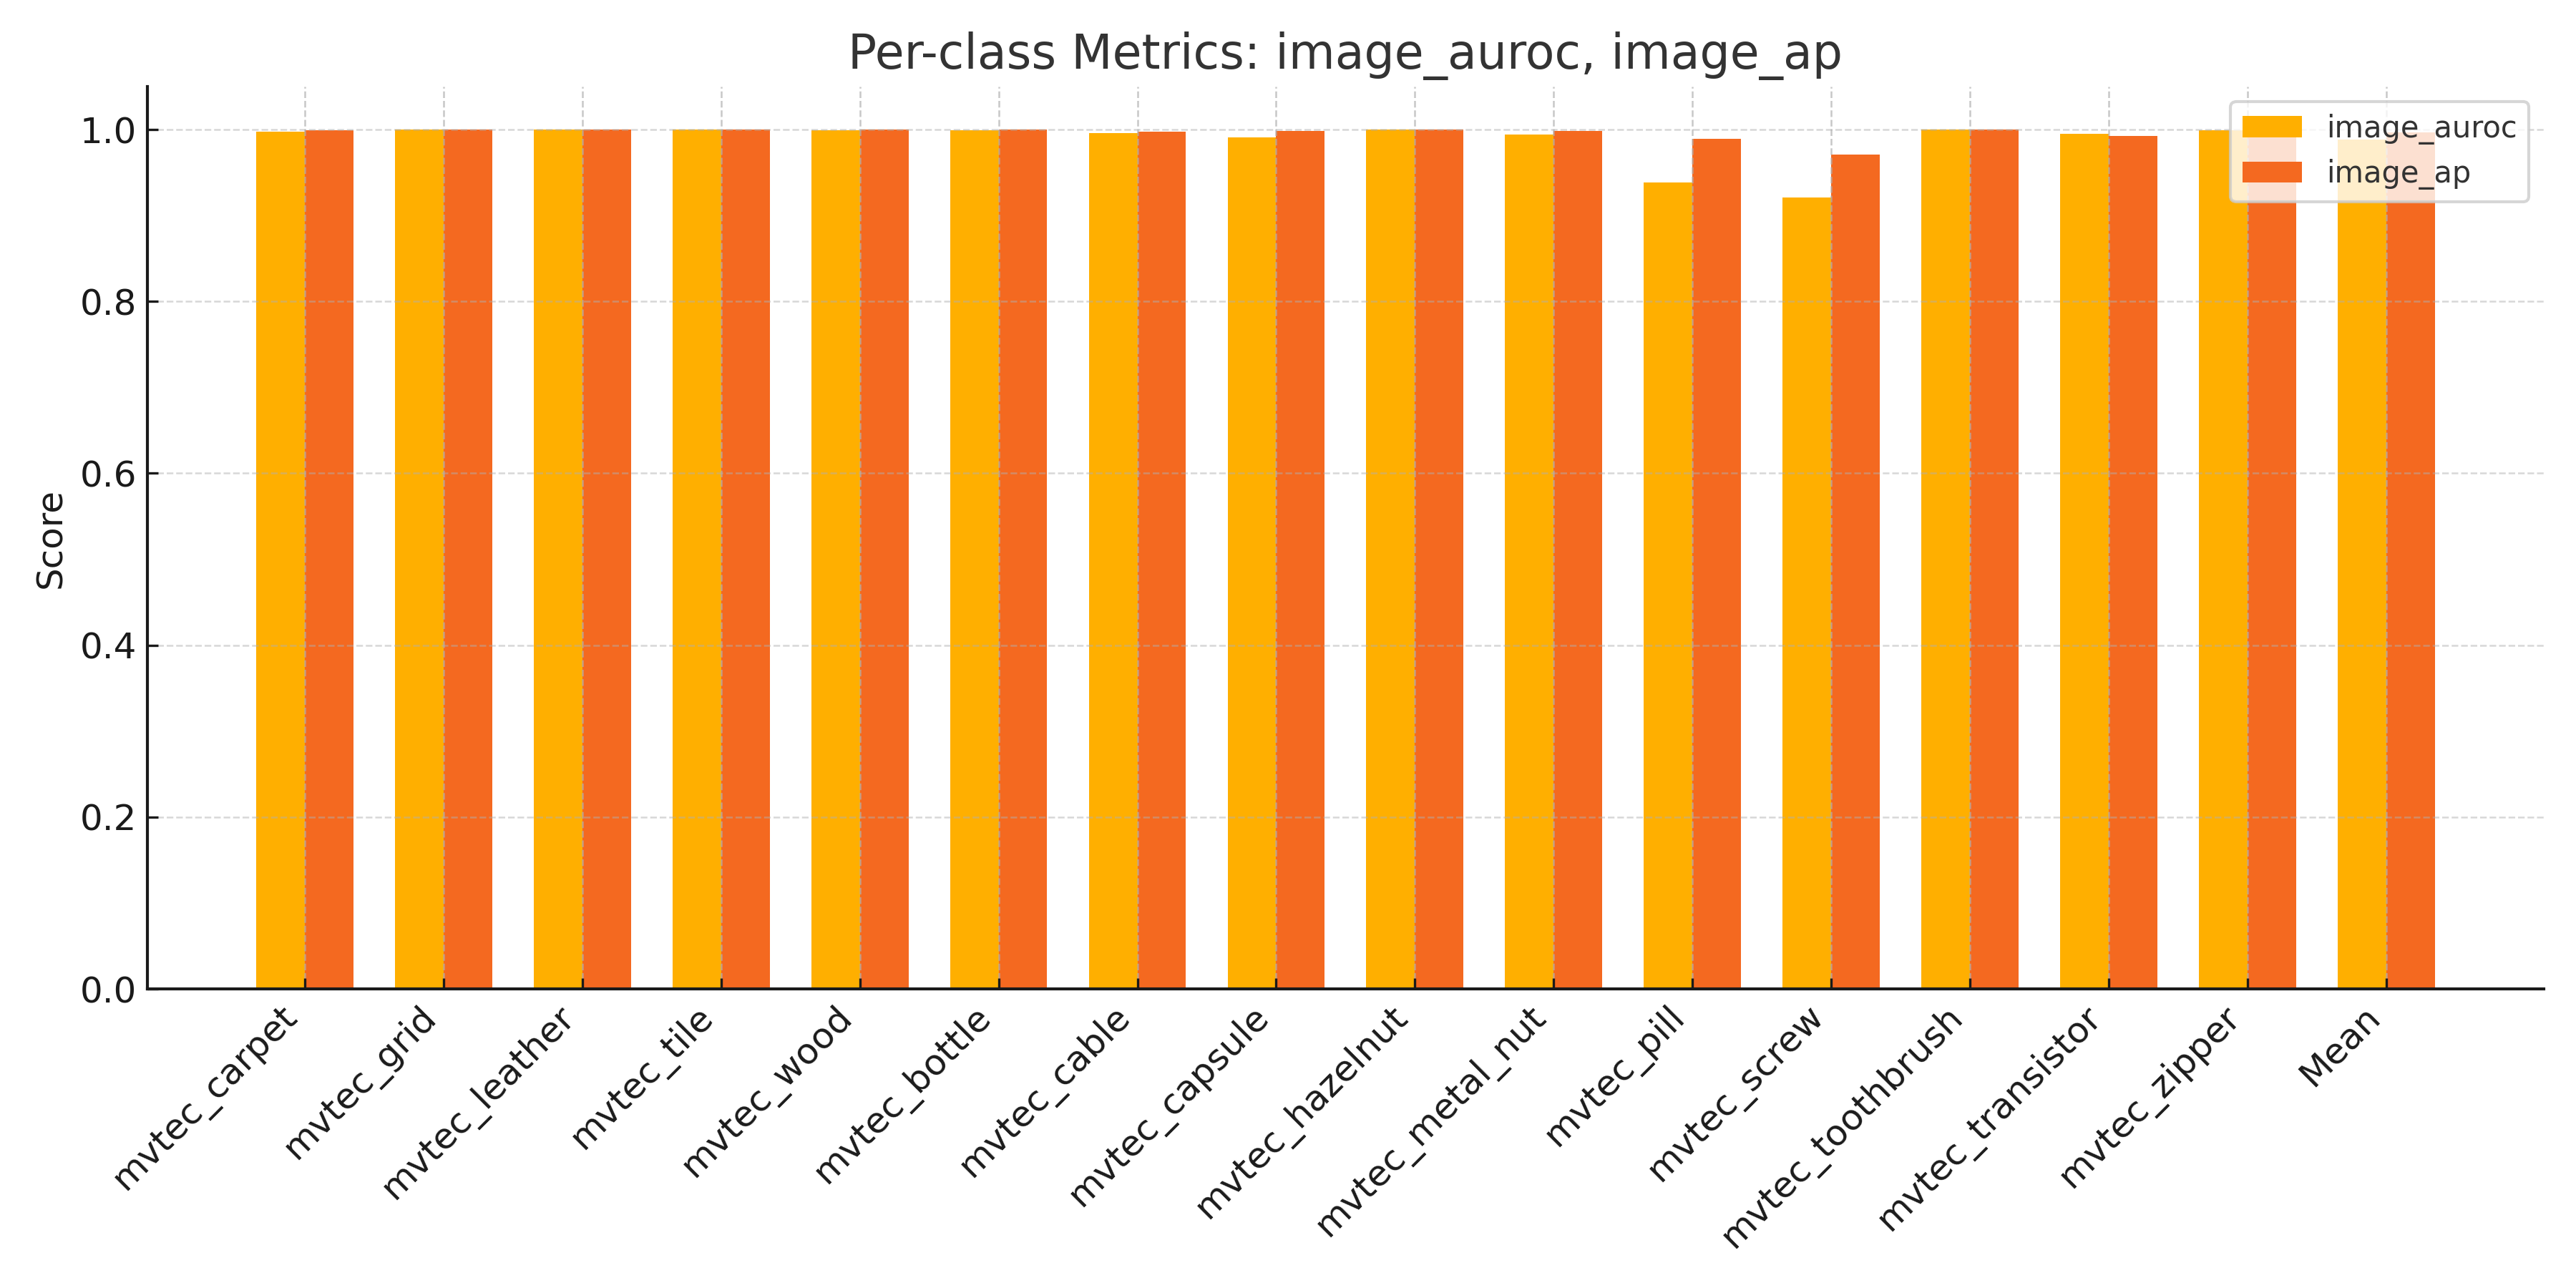 Per-class Metrics: image_auroc, image_ap
image_auroc
image_ap
Score
1.0
0.8
0.6
0.4
0.2
0.0
mvtec_carpet
mvtec_grid
mvtec_leather
mvtec_tile
mvtec_wood
mvtec_bottle
mvtec_cable
mvtec_capsule
mvtec_hazelnut
mvtec_metal_nut
mvtec_pill
mvtec_screw
mvtec_toothbrush
mvtec_transistor
mvtec_zipper
Mean